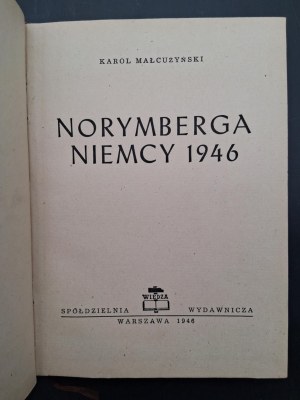 KAROL MAŁCUŻYŃSKI
NORYMBERGA
NIEMCY 1946
WIEDZA
SPÓŁDZIELNIA WYDAWNICZA
WARSZAWA 1946